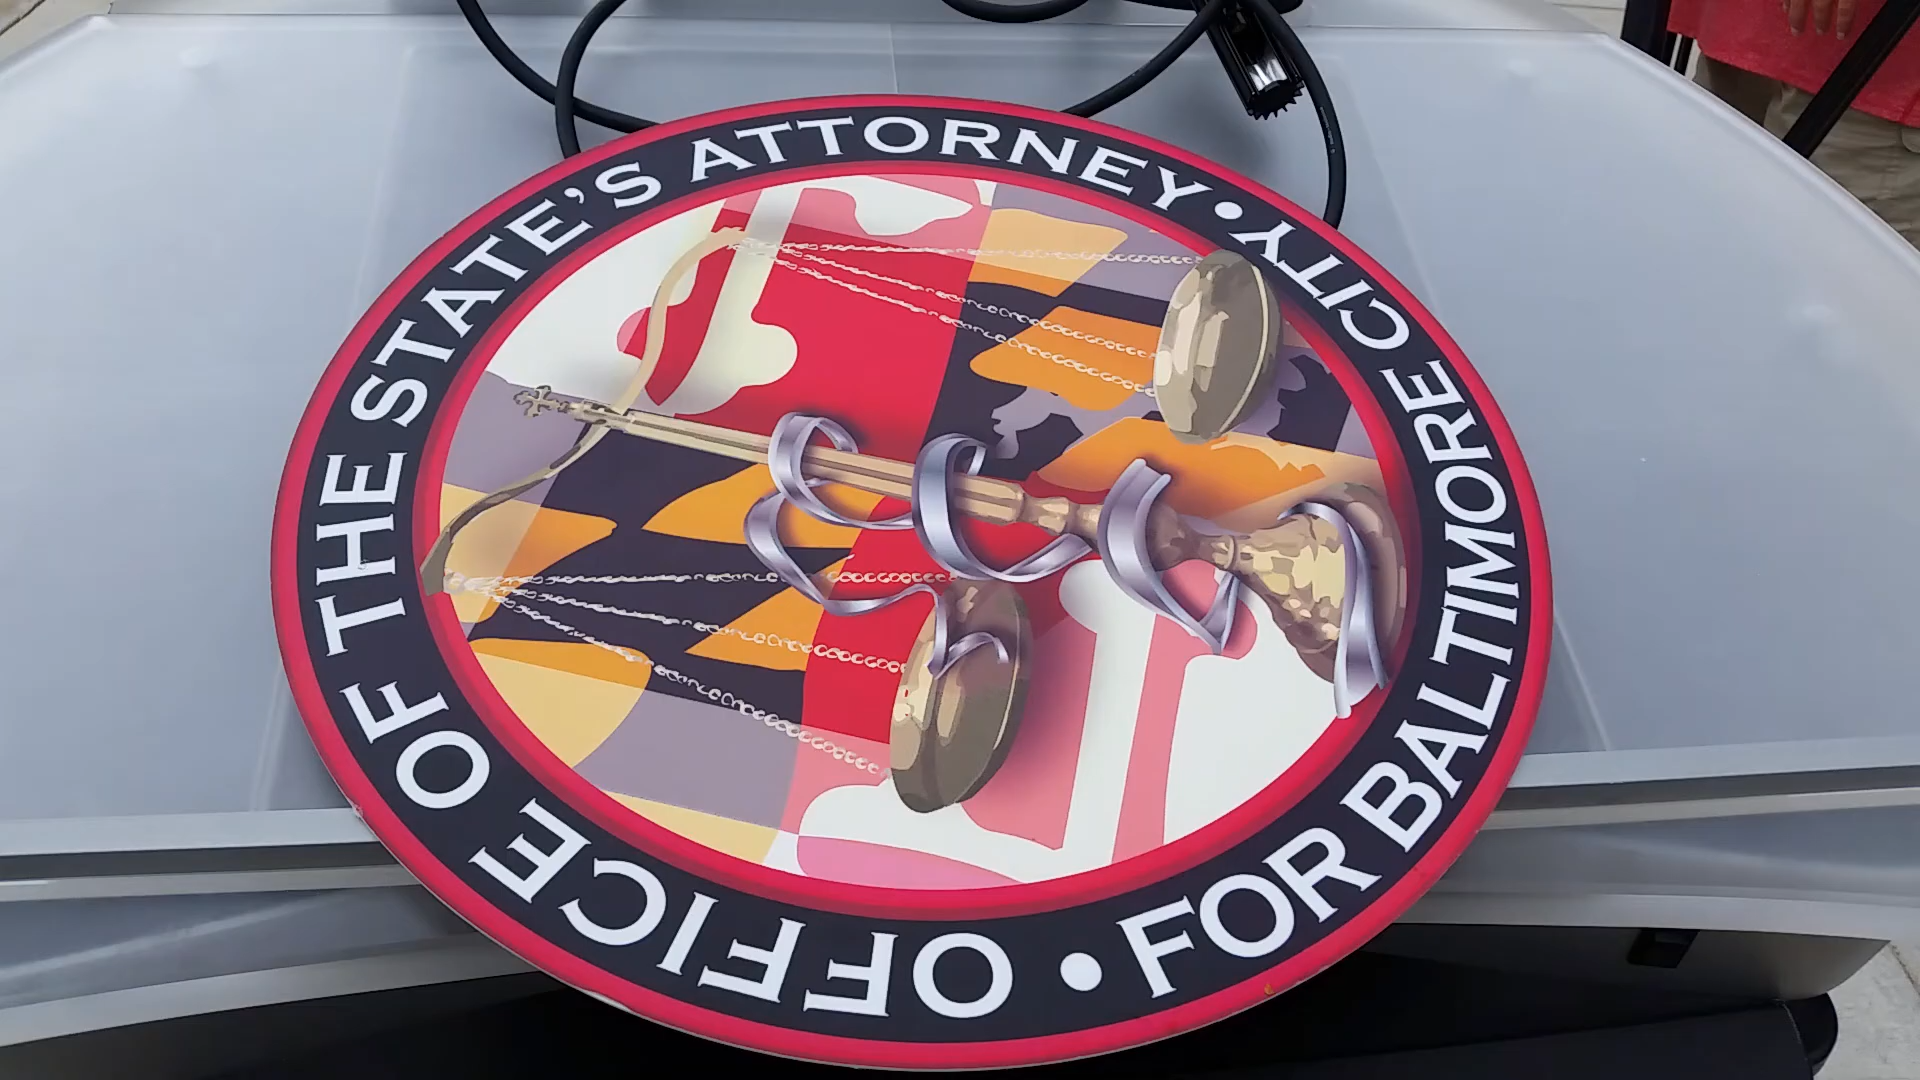 OFFICE OF THE STATE'S ATTORNEY •
FOR BALTIMORE CITY •